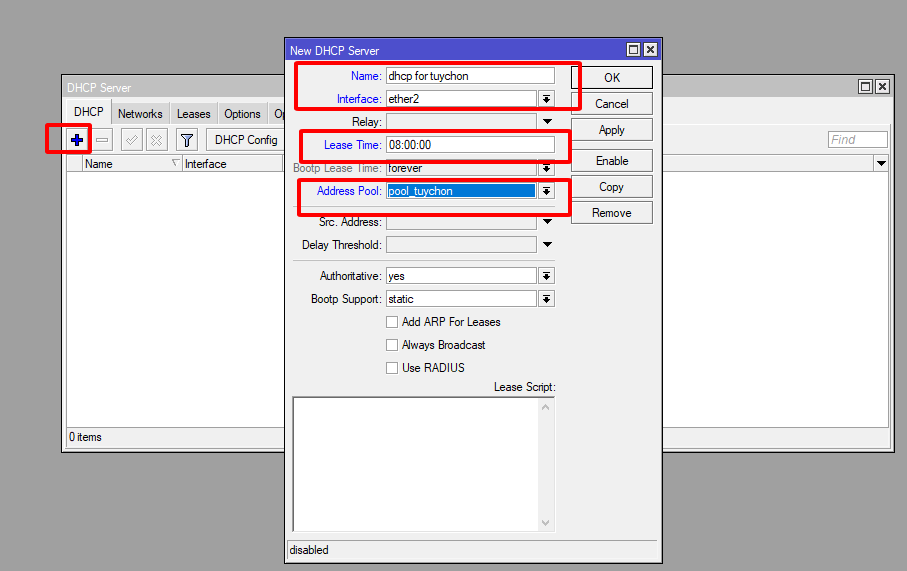 New DHCP Server
DHCP Server
DHCP Networks Leases Options
DHCP Config
Find
Name Interface
0 items
Name: dhcp for tuychon
Interface: ether2
Relay:
Lease Time: 08:00:00
Bootp Lease Time: forever
Address Pool: pool_tuychon
Src. Address:
Delay Threshold:
Authoritative: yes
Bootp Support: static
Add ARP For Leases
Always Broadcast
Use RADIUS
Lease Script:
disabled
OK
Cancel
Apply
Enable
Copy
Remove